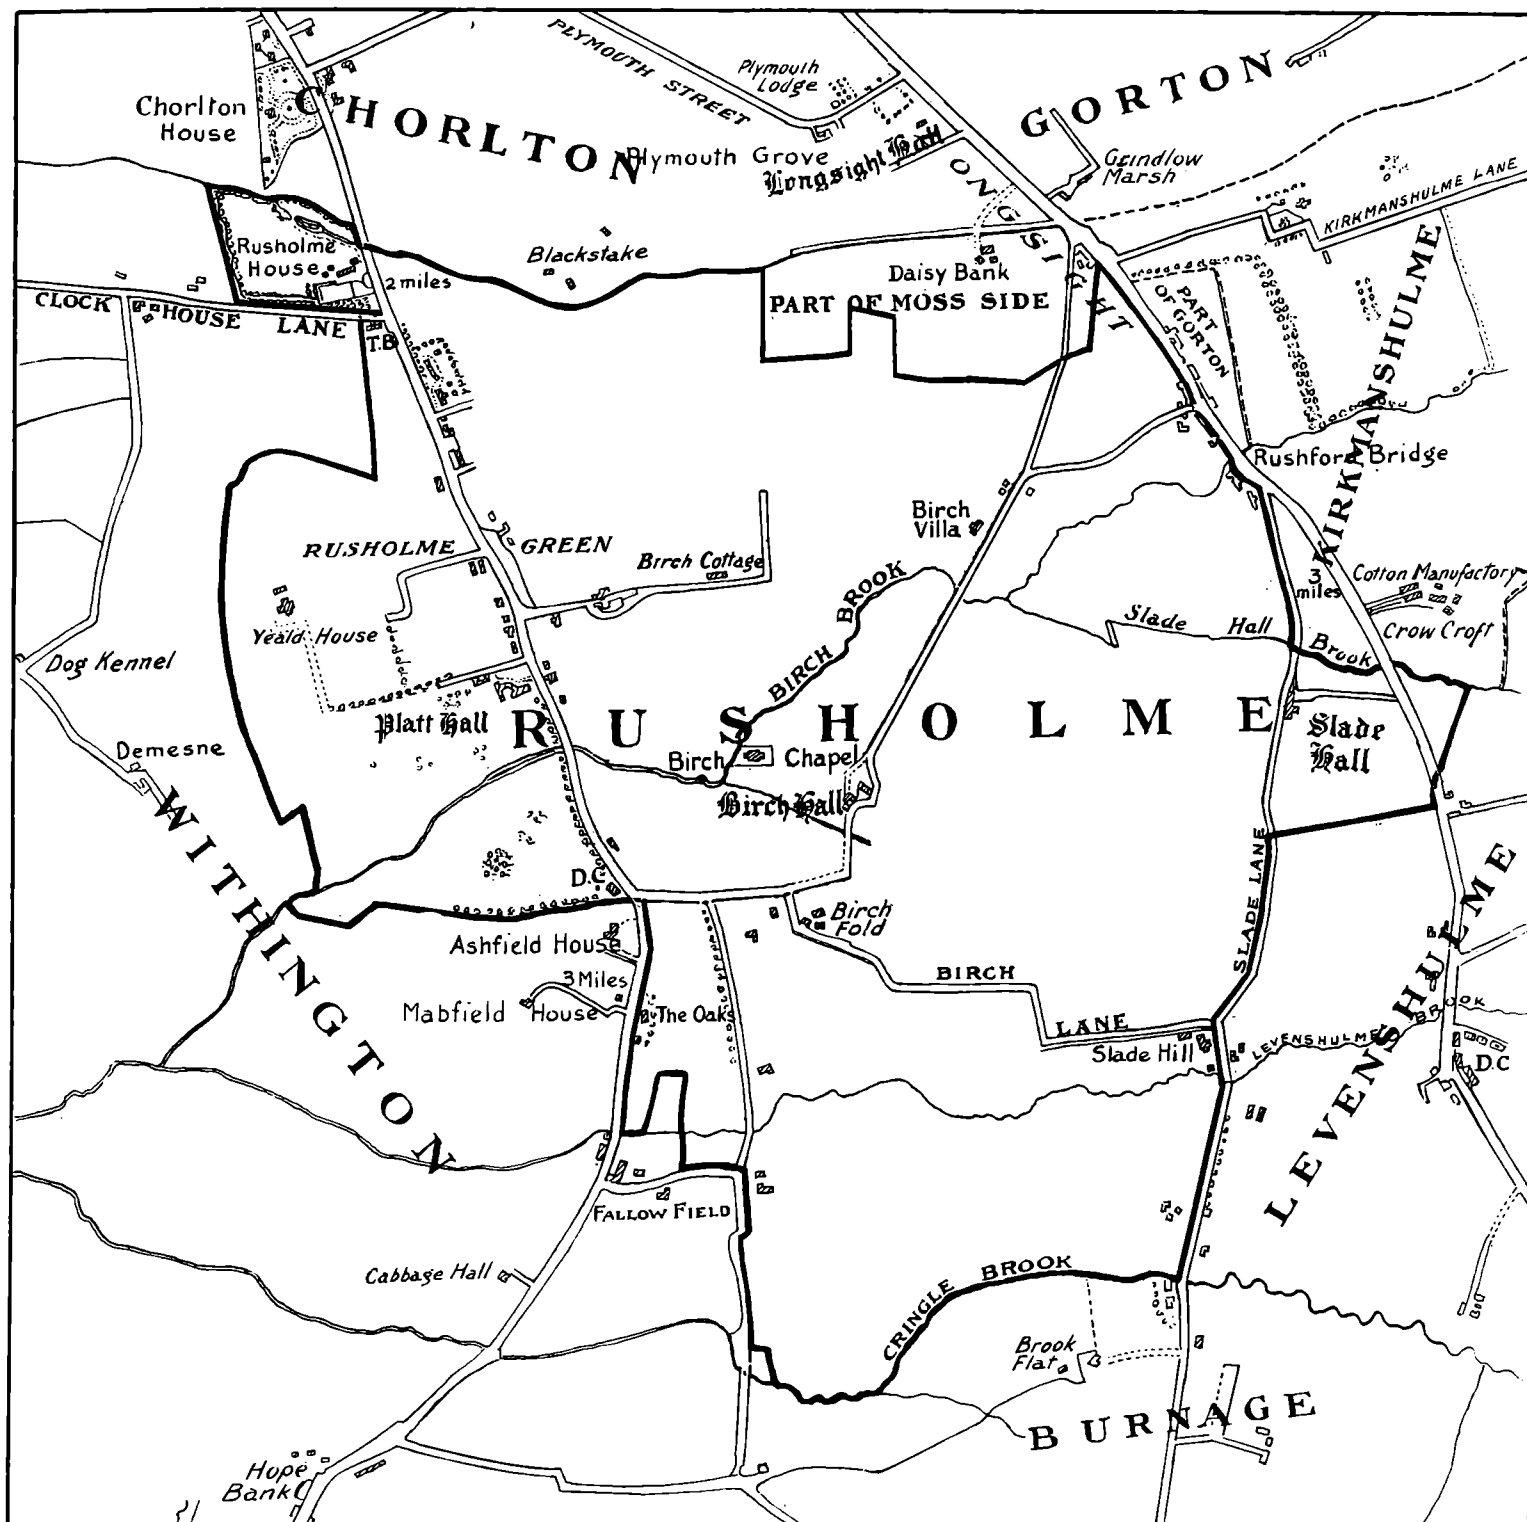 PLYMOUTH STREET
Plymouth
Lodge
GORTON
Chorlton
House
CHORLTON
Plymouth Grove
Longsight Hall
Grindlow
Marsh
ONGSIGHT
KIRKMANSHULME LANE
Rusholme
House
2 miles
Blackstake
Daisy Bank
PART OF MOSS SIDE
PART
OF GORTON
KIRKMANSHULME
CLOCK HOUSE LANE
T.B
Rushford Bridge
Birch
Villa
RUSHOLME GREEN
Birch Cottage
BIRCH BROOK
3
miles
Cotton Manufactory
Crow Croft
Slade Hall Brook
Yeald House
Dog Kennel
Platt Hall
RUSHOLME
Slade
Hall
Demesne
Birch Chapel
Birch Hall
WITHINGTON
D.C
SLADE LANE
Birch
Fold
Ashfield House
3 Miles
Mabfield House
The Oaks
BIRCH LANE
Slade Hill
LEVENSHULME BROOK
LEVENSHULME
D.C
FALLOW FIELD
Cabbage Hall
CRINGLE BROOK
Brook
Flat
BURNAGE
Hope
Bank